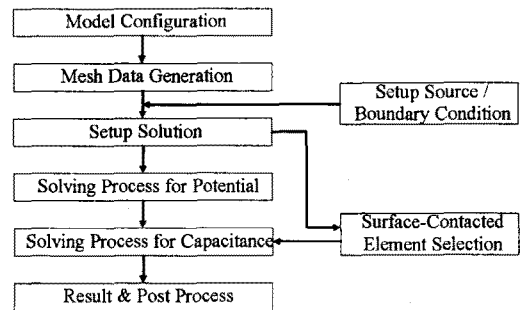 Model Configuration
Mesh Data Generation
Setup Source /
Boundary Condition
Setup Solution
Solving Process for Potential
Solving Process for Capacitance
Surface-Contacted
Element Selection
Result & Post Process